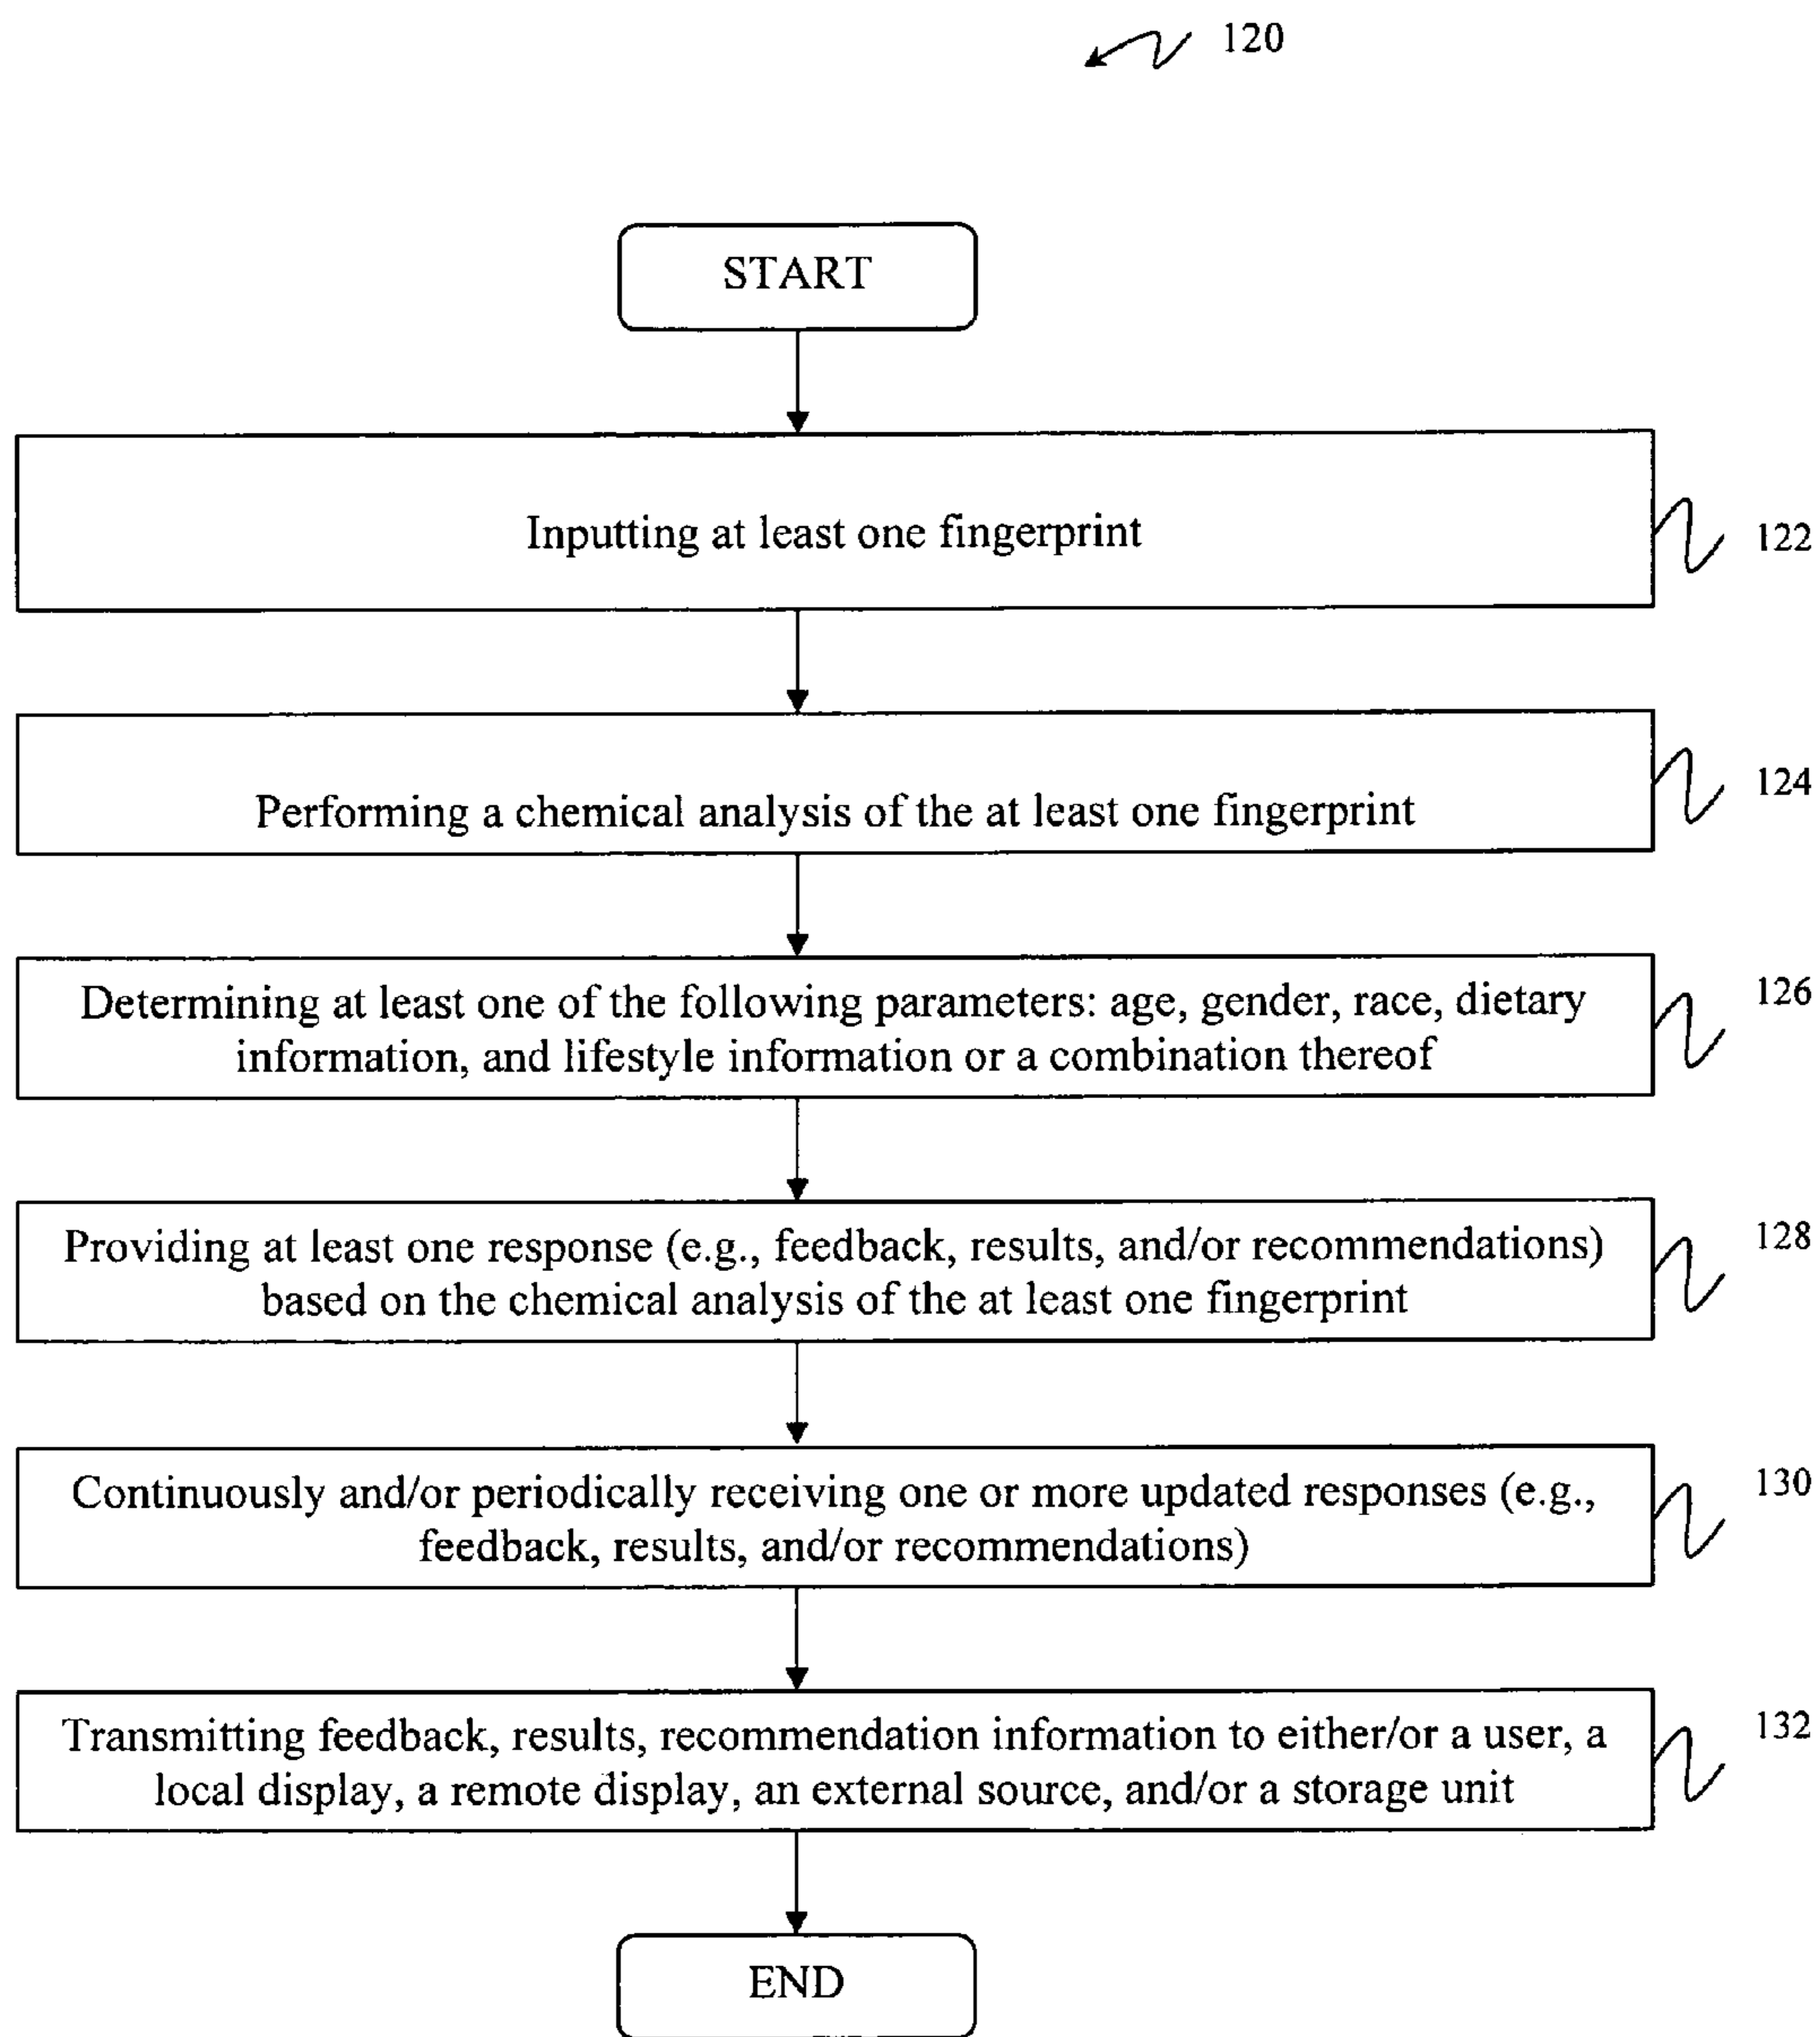 120
START
Inputting at least one fingerprint
122
Performing a chemical analysis of the at least one fingerprint
124
Determining at least one of the following parameters: age, gender, race, dietary
information, and lifestyle information or a combination thereof
126
Providing at least one response (e.g., feedback, results, and/or recommendations)
based on the chemical analysis of the at least one fingerprint
128
Continuously and/or periodically receiving one or more updated responses (e.g.,
feedback, results, and/or recommendations)
130
Transmitting feedback, results, recommendation information to either/or a user, a
local display, a remote display, an external source, and/or a storage unit
132
END